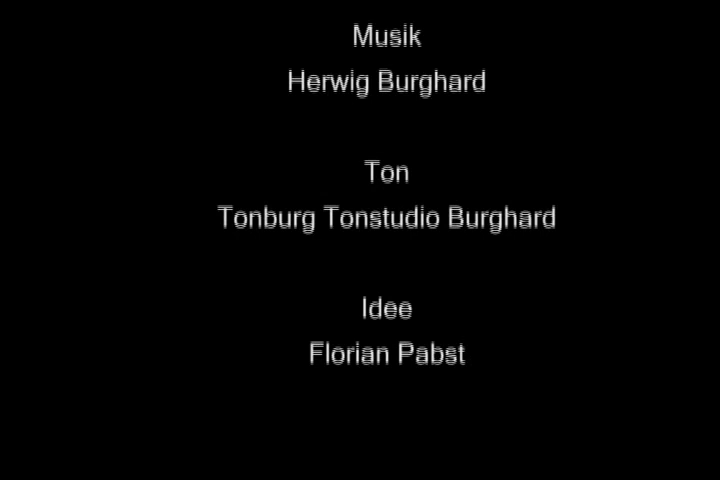 Musik
Herwig Burghard
Ton
Tonburg Tonstudio Burghard
Idee
Florian Pabst